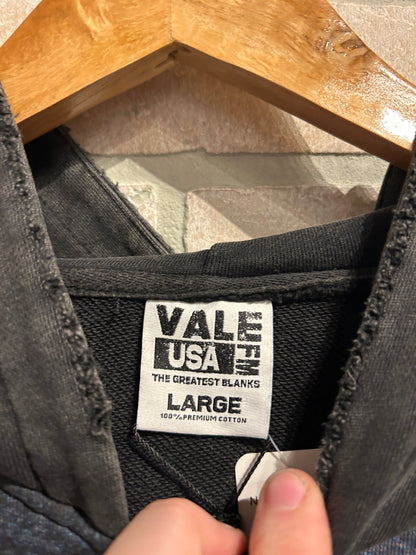 VALE
USA FM
THE GREATEST BLANKS
LARGE
100% PREMIUM COTTON
N